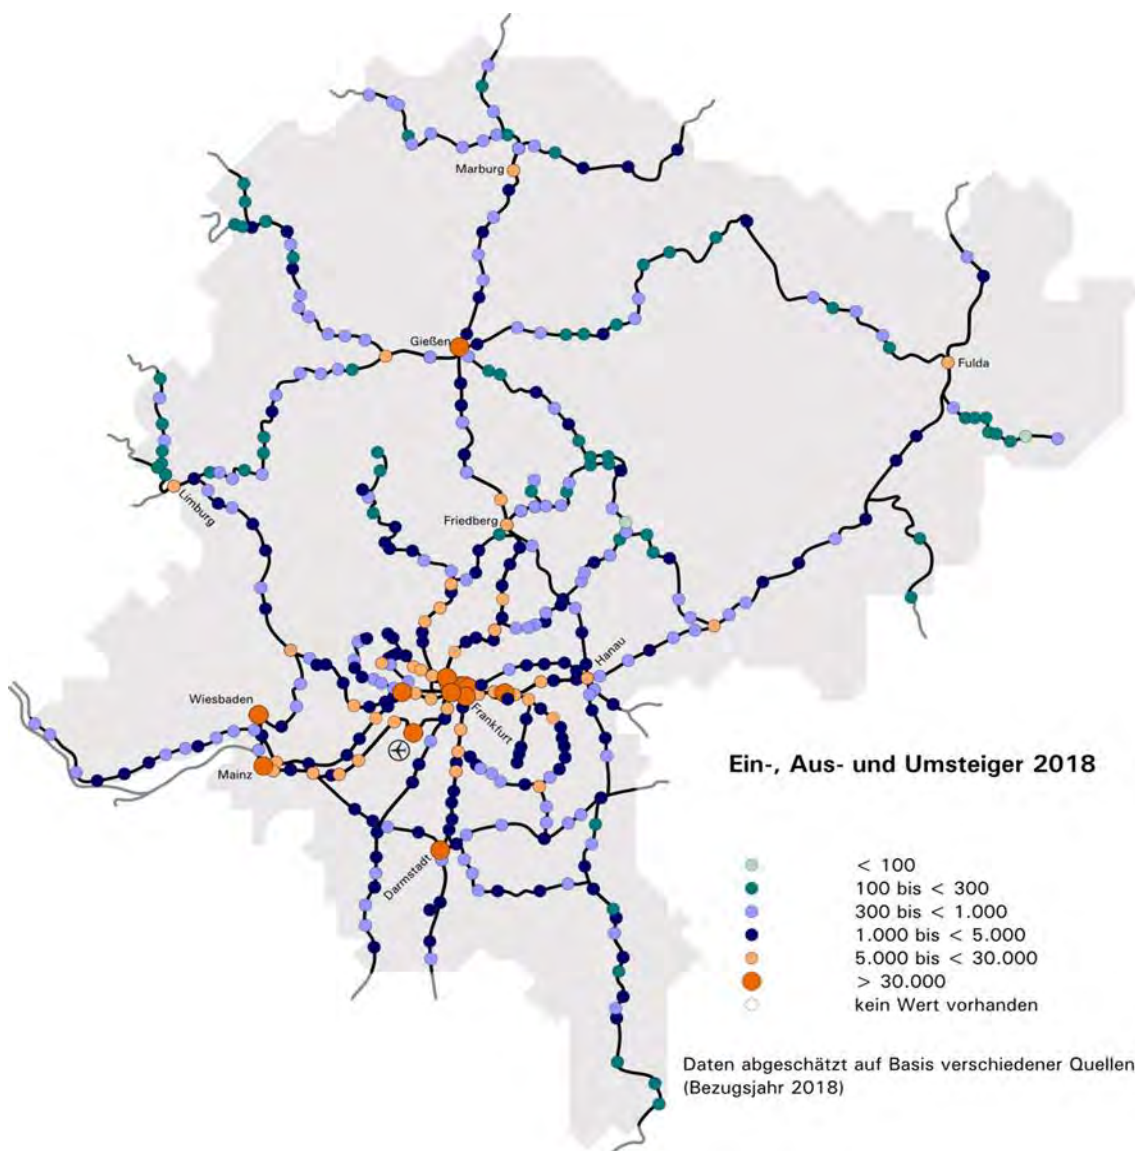 Marburg
Gießen
Fulda
Limburg
Friedberg
Hanau
Wiesbaden
Frankfurt
Mainz
Darmstadt
Ein-, Aus- und Umsteiger 2018
< 100
100 bis < 300
300 bis < 1.000
1.000 bis < 5.000
5.000 bis < 30.000
> 30.000
kein Wert vorhanden
Daten abgeschätzt auf Basis verschiedener Quellen
(Bezugsjahr 2018)